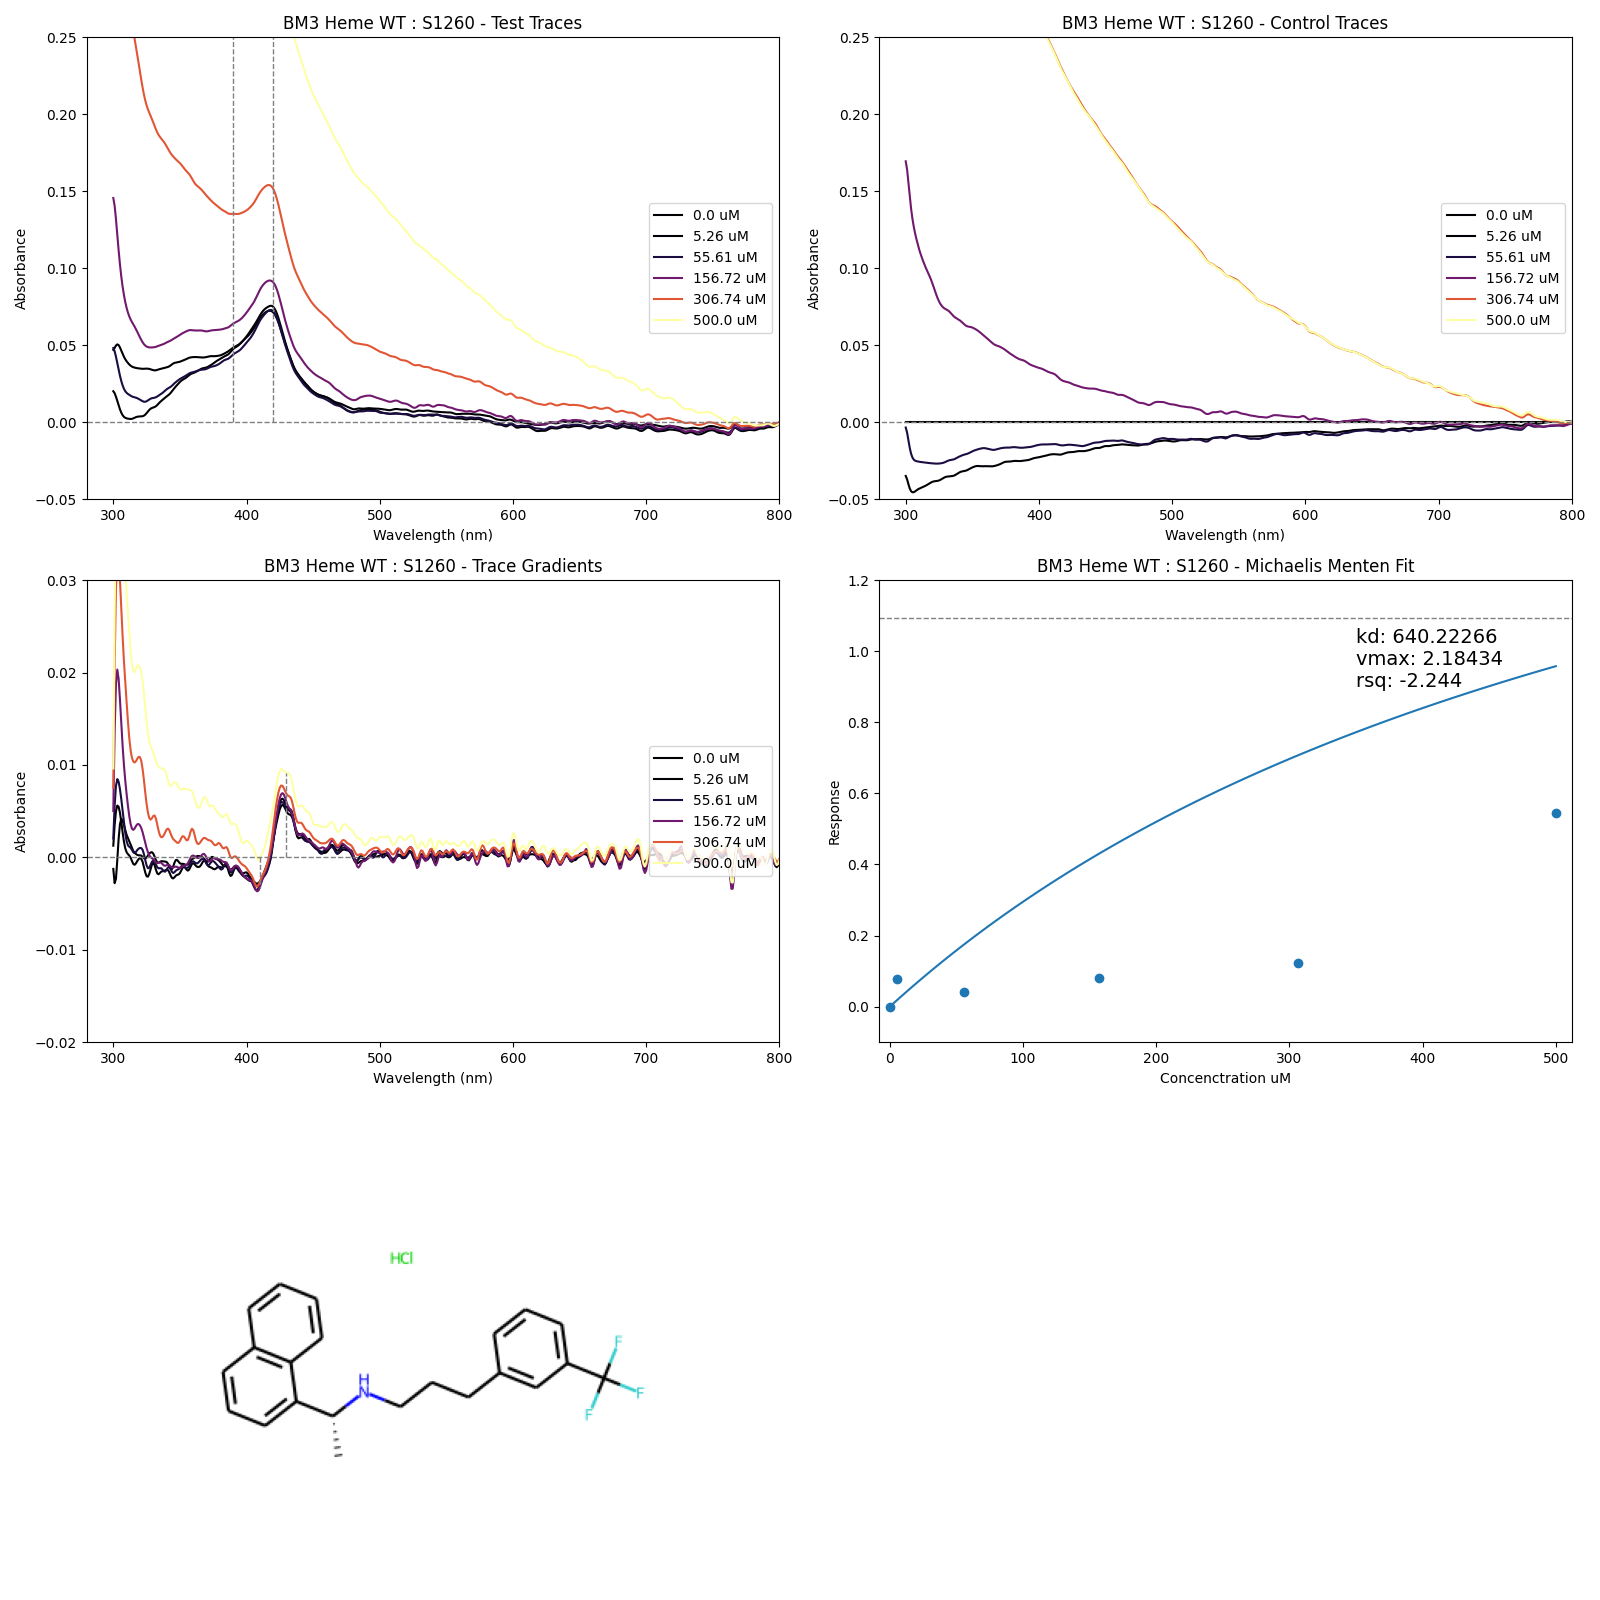 BM3 Heme WT : S1260 - Test Traces
0.25
0.20
0.15
0.10
0.05
0.00
−0.05
Absorbance
0.0 uM
5.26 uM
55.61 uM
156.72 uM
306.74 uM
500.0 uM
300 400 500 600 700 800
Wavelength (nm)
BM3 Heme WT : S1260 - Control Traces
0.25
0.20
0.15
0.10
0.05
0.00
−0.05
Absorbance
0.0 uM
5.26 uM
55.61 uM
156.72 uM
306.74 uM
500.0 uM
300 400 500 600 700 800
Wavelength (nm)
BM3 Heme WT : S1260 - Trace Gradients
0.03
0.02
0.01
0.00
−0.01
−0.02
Absorbance
0.0 uM
5.26 uM
55.61 uM
156.72 uM
306.74 uM
500.0 uM
300 400 500 600 700 800
Wavelength (nm)
BM3 Heme WT : S1260 - Michaelis Menten Fit
1.2
1.0
0.8
0.6
0.4
0.2
0.0
Response
kd: 640.22266
vmax: 2.18434
rsq: -2.244
0 100 200 300 400 500
Concenctration uM
HCl
H
N
F
F
F